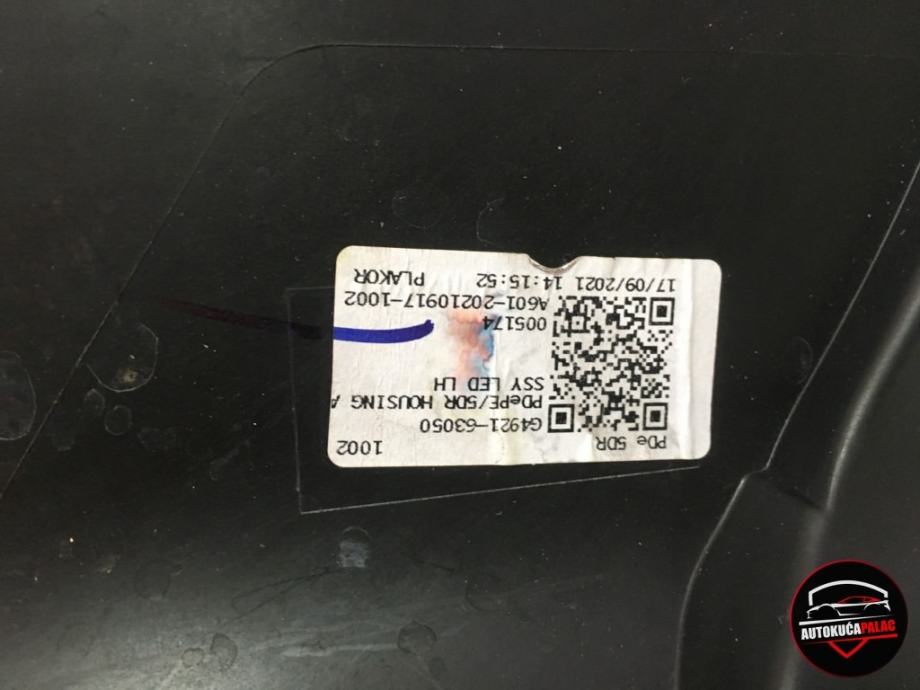 PDe 5DR 1002
G4921-63050
PDePE/5DR HOUSING A
SSY LED LH
005174
A601-20210917-1002
17/09/2021 14:15:52 PLAKOR
AUTOKUĆA PALAC